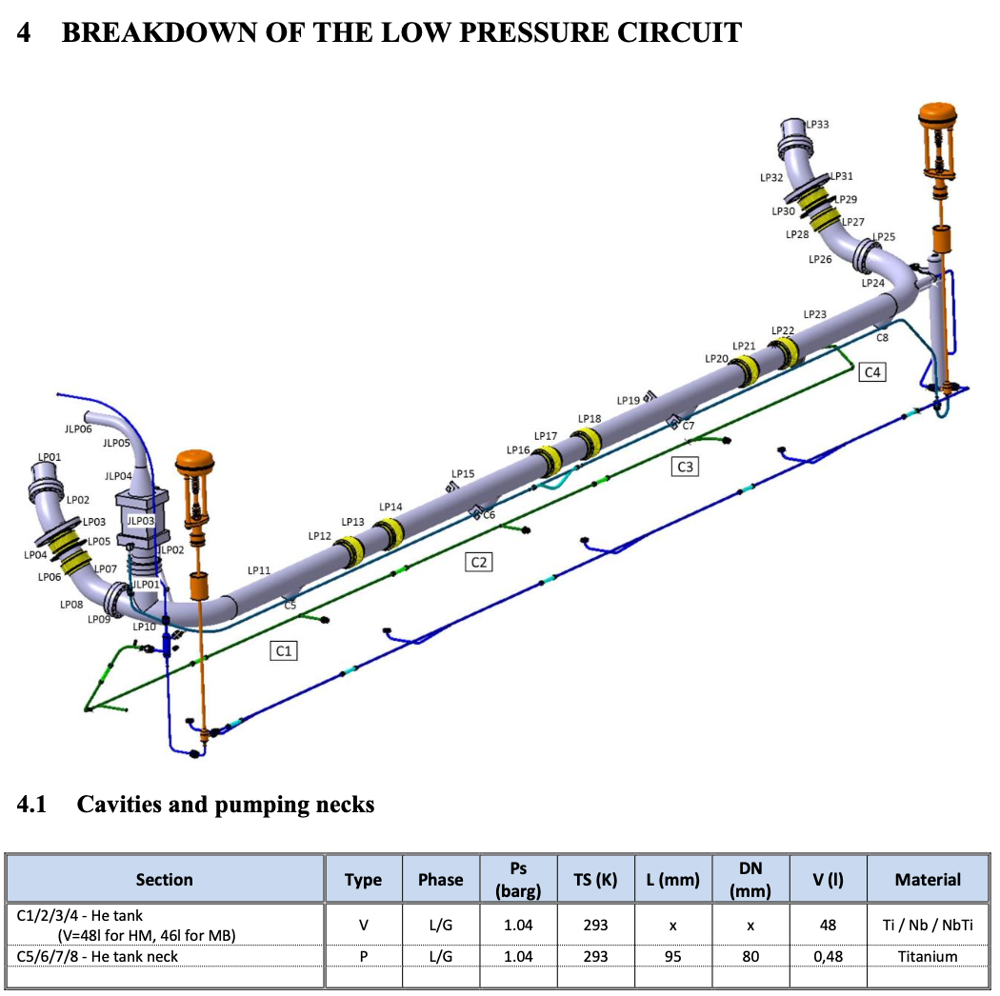 4 BREAKDOWN OF THE LOW PRESSURE CIRCUIT
LP33
LP32
LP31
LP30
LP29
LP28
LP27
LP26
LP25
LP24
LP23
C8
LP22
LP21
LP20
C4
LP19
C7
LP18
LP17
LP16
C3
LP15
C6
LP14
LP13
LP12
C2
LP11
C5
C1
JLP06
JLP05
JLP04
JLP03
JLP02
JLP01
LP01
LP02
LP03
LP04
LP05
LP06
LP07
LP08
LP09
LP10
4.1 Cavities and pumping necks
Section Type Phase Ps (barg) TS (K) L (mm) DN (mm) V (l) Material
C1/2/3/4 - He tank
(V=48l for HM, 46l for MB) V L/G 1.04 293 x x 48 Ti / Nb / NbTi
C5/6/7/8 - He tank neck P L/G 1.04 293 95 80 0,48 Titanium